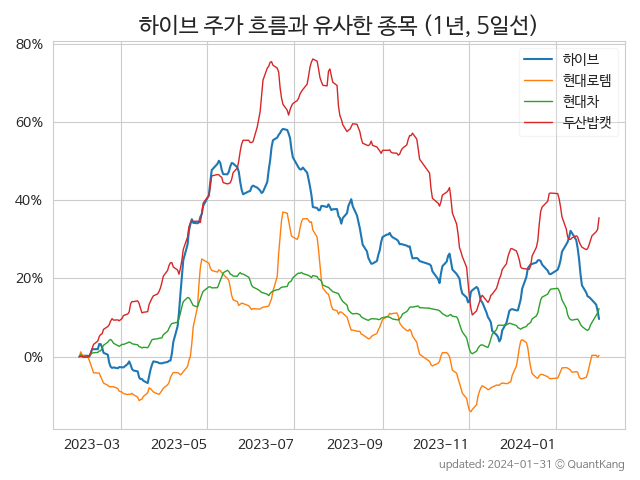 하이브 주가 흐름과 유사한 종목 (1년, 5일선)
80%
60%
40%
20%
0%
하이브
현대로템
현대차
두산밥캣
2023-03
2023-05
2023-07
2023-09
2023-11
2024-01
updated: 2024-01-31 © QuantKang